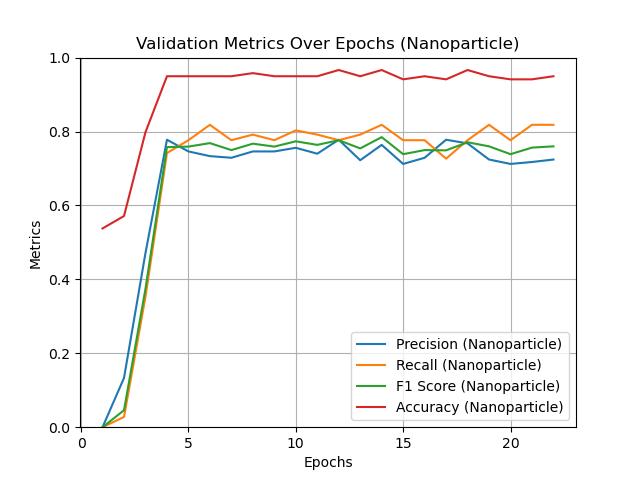 Validation Metrics Over Epochs (Nanoparticle)
1.0
0.8
0.6
0.4
0.2
0.0
Metrics
0
5
10
15
20
Epochs
Precision (Nanoparticle)
Recall (Nanoparticle)
F1 Score (Nanoparticle)
Accuracy (Nanoparticle)